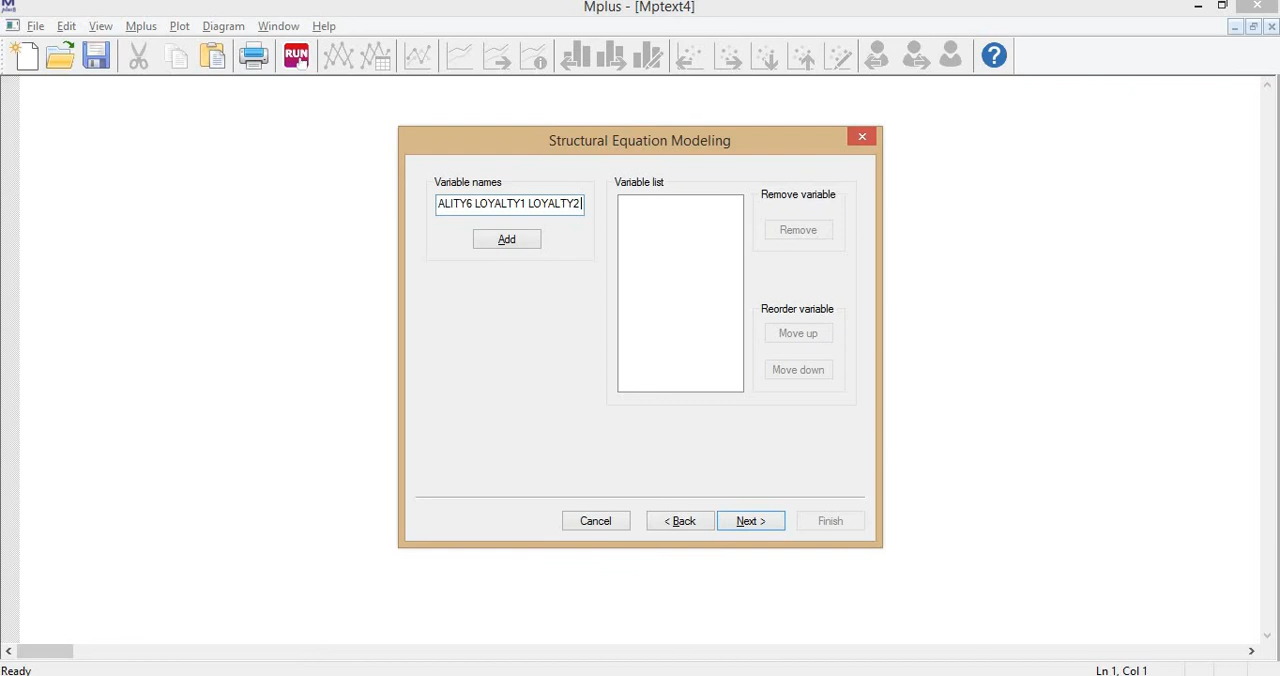 Mplus - [Mptext4]
File Edit View Mplus Plot Diagram Window Help
RUN
Structural Equation Modeling
Variable names
ALITY6 LOYALTY1 LOYALTY2
Add
Variable list
Remove variable
Remove
Reorder variable
Move up
Move down
Cancel
< Back
Next >
Finish
Ready
Ln 1, Col 1